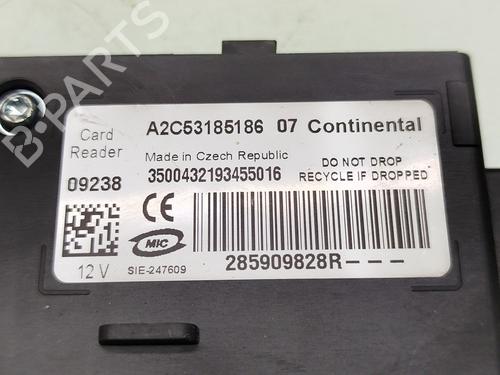 Card Reader
A2C53185186 07 Continental
Made in Czech Republic
DO NOT DROP
RECYCLE IF DROPPED
09238
3500432193455016
CE
MIC
12 V
SIE-247609
285909828R---
B-PARTS